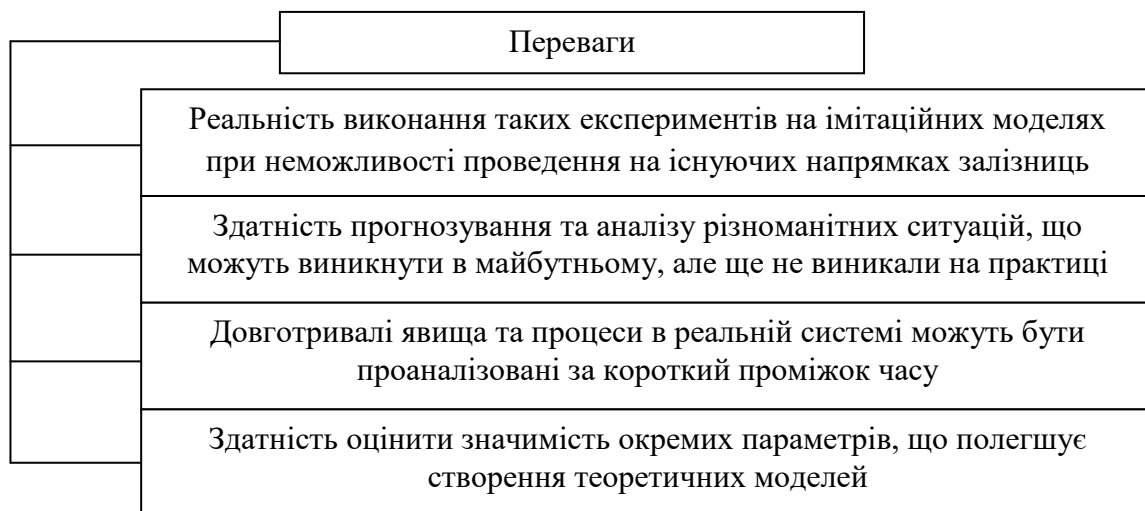 Переваги
Реальність виконання таких експериментів на імітаційних моделях
при неможливості проведення на існуючих напрямках залізниць
Здатність прогнозування та аналізу різноманітних ситуацій, що
можуть виникнути в майбутньому, але ще не виникали на практиці
Довготривалі явища та процеси в реальній системі можуть бути
проаналізовані за короткий проміжок часу
Здатність оцінити значимість окремих параметрів, що полегшує
створення теоретичних моделей